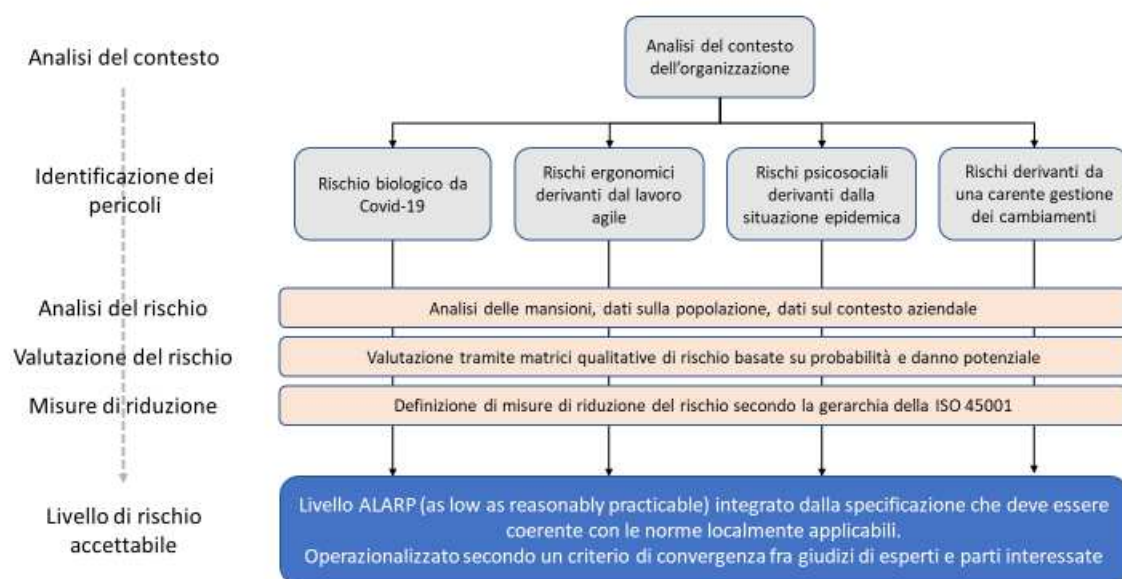 Analisi del contesto
Analisi del contesto
dell'organizzazione
Identificazione dei
pericoli
Rischio biologico da
Covid-19
Rischi ergonomici
derivanti dal lavoro
agile
Rischi psicosociali
derivanti dalla
situazione epidemica
Rischi derivanti da
una carente gestione
dei cambiamenti
Analisi del rischio
Analisi delle mansioni, dati sulla popolazione, dati sul contesto aziendale
Valutazione del rischio
Valutazione tramite matrici qualitative di rischio basate su probabilità e danno potenziale
Misure di riduzione
Definizione di misure di riduzione del rischio secondo la gerarchia della ISO 45001
Livello di rischio
accettabile
Livello ALARP (as low as reasonably practicable) integrato dalla specificazione che deve essere
coerente con le norme localmente applicabili.
Operazionalizzato secondo un criterio di convergenza fra giudizi di esperti e parti interessate